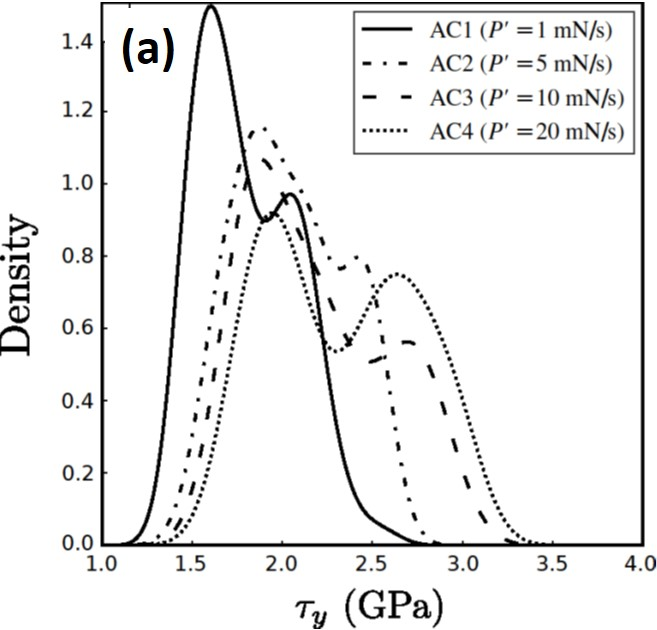 (a)
AC1 (P′ = 1 mN/s)
AC2 (P′ = 5 mN/s)
AC3 (P′ = 10 mN/s)
AC4 (P′ = 20 mN/s)
Density
1.4
1.2
1.0
0.8
0.6
0.4
0.2
0.0
1.0 1.5 2.0 2.5 3.0 3.5 4.0
τy (GPa)